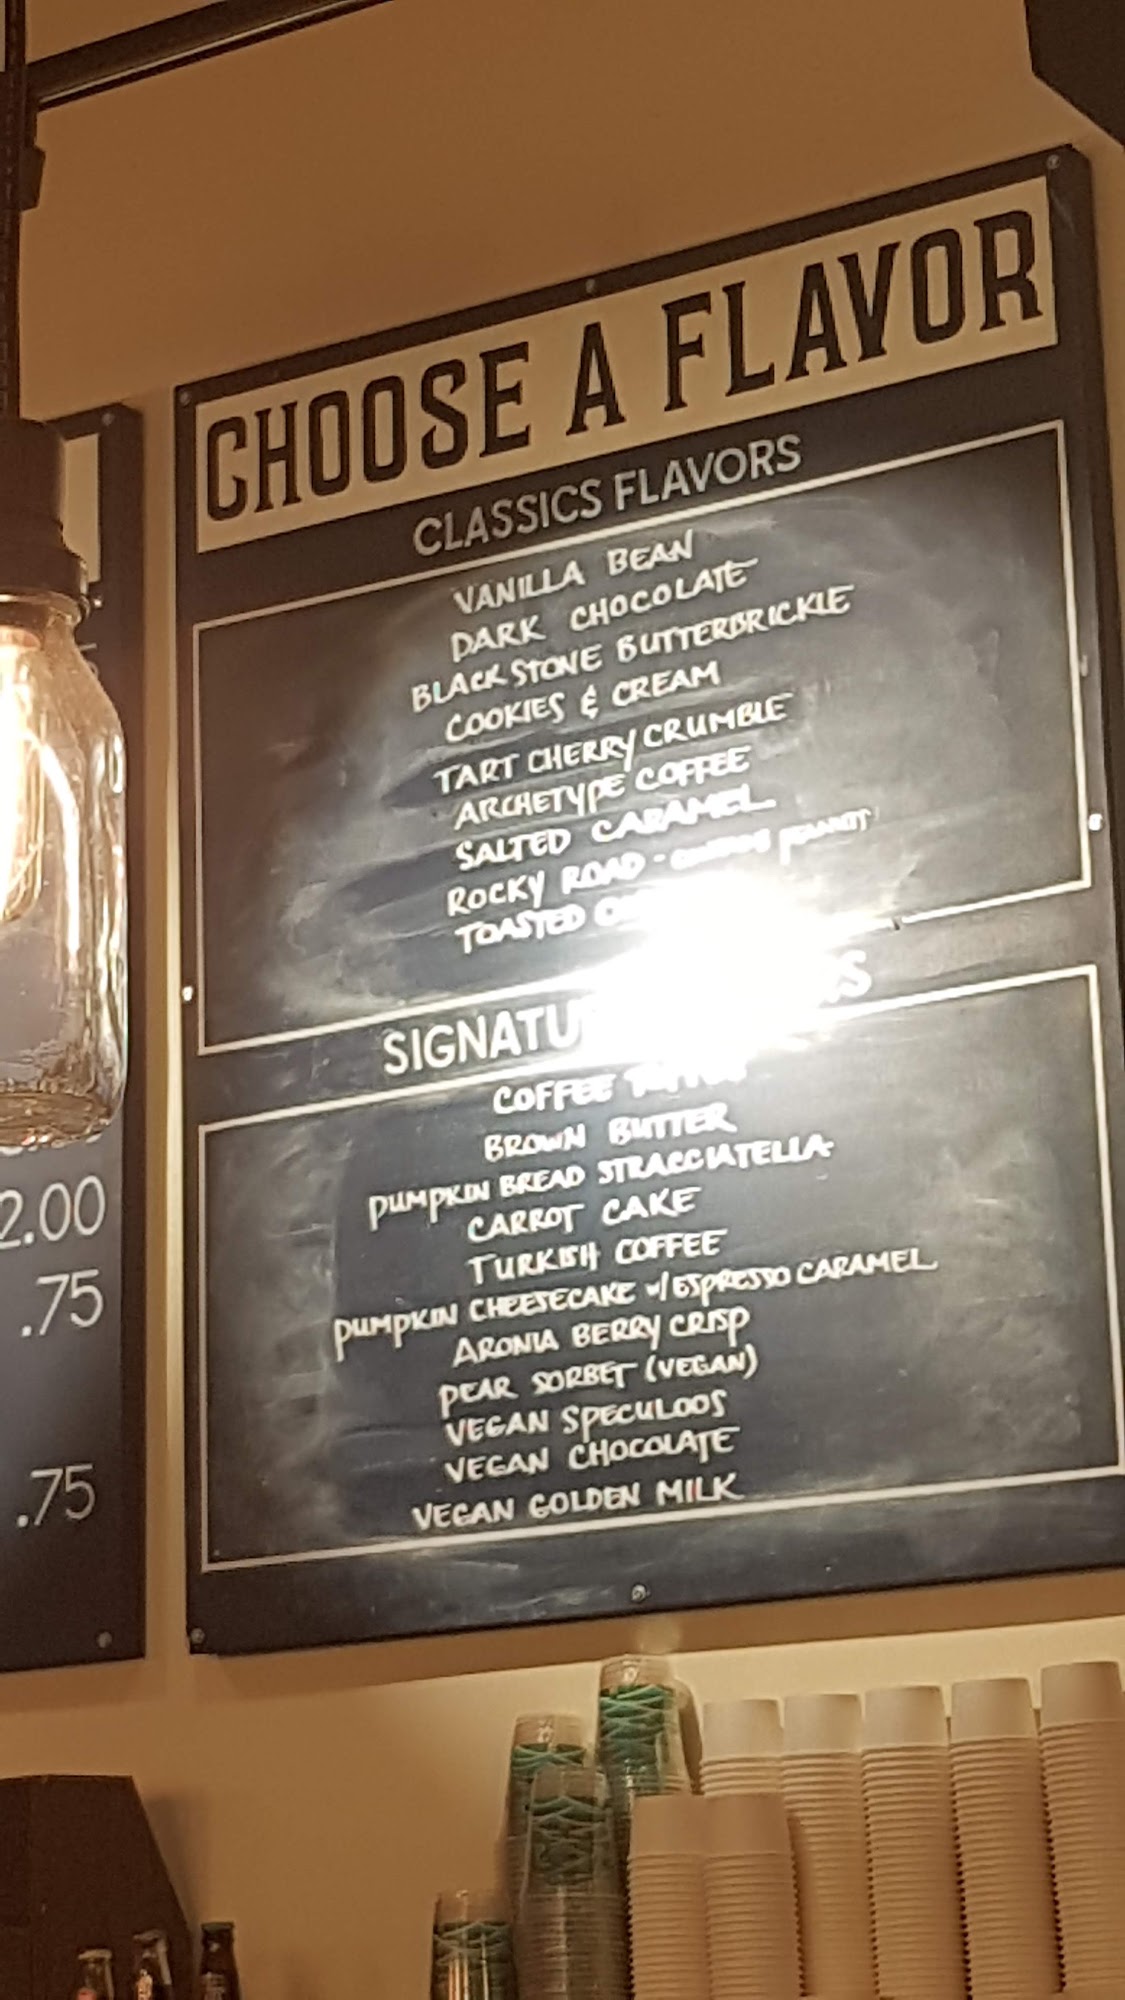 CHOOSE A FLAVOR
CLASSICS FLAVORS
VANILLA BEAN
DARK CHOCOLATE
BLACKSTONE BUTTERBRICKLE
COOKIES & CREAM
TART CHERRY CRUMBLE
ARCHETYPE COFFEE
SALTED CARAMEL
ROCKY ROAD - PEANUT
TOASTED
COFFEE
BROWN BUTTER
PUMPKIN BREAD STRACCIATELLA
CARROT CAKE
TURKISH COFFEE
PUMPKIN CHEESECAKE W/ ESPRESSO CARAMEL
ARONIA BERRY CRISP
PEAR SORBET (VEGAN)
VEGAN SPECULOOS
VEGAN CHOCOLATE
VEGAN GOLDEN MILK
2.00
.75
.75